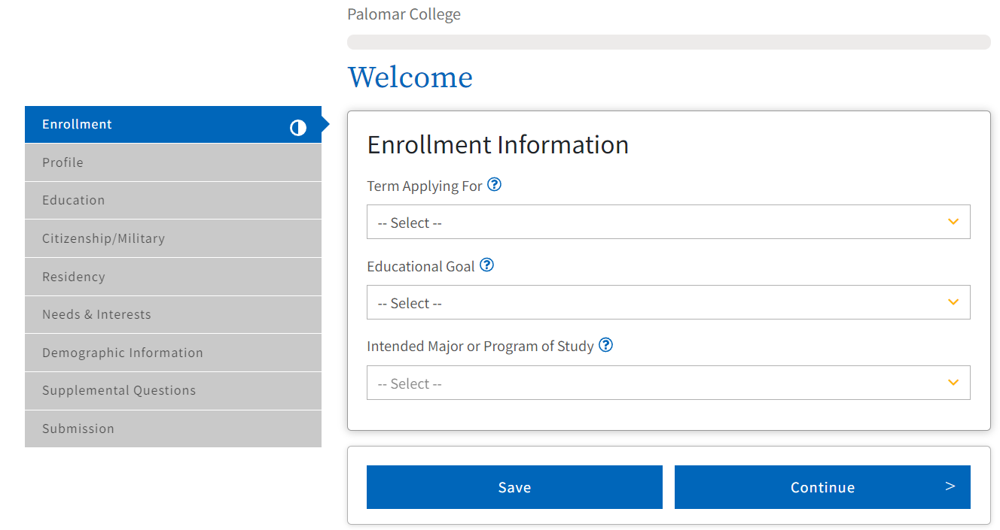 Palomar College
Welcome
Enrollment
Profile
Education
Citizenship/Military
Residency
Needs & Interests
Demographic Information
Supplemental Questions
Submission
Enrollment Information
Term Applying For ?
-- Select --
Educational Goal ?
-- Select --
Intended Major or Program of Study ?
-- Select --
Save
Continue >